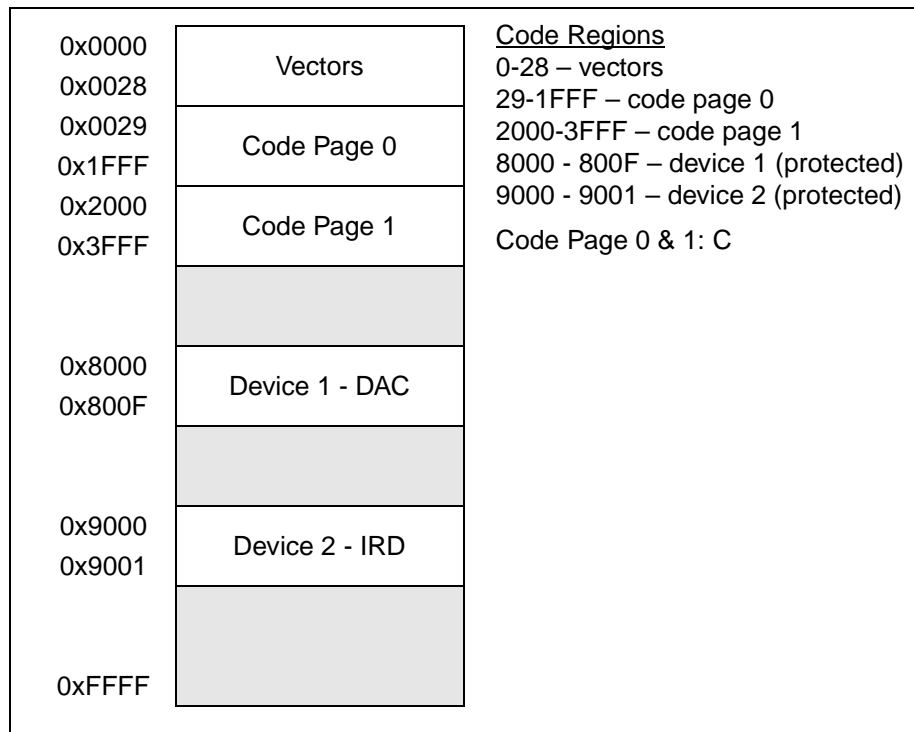 0x0000
Vectors
0x0028
0x0029
Code Page 0
0x1FFF
0x2000
Code Page 1
0x3FFF
0x8000
Device 1 - DAC
0x800F
0x9000
Device 2 - IRD
0x9001
0xFFFF
Code Regions
0-28 – vectors
29-1FFF – code page 0
2000-3FFF – code page 1
8000 - 800F – device 1 (protected)
9000 - 9001 – device 2 (protected)
Code Page 0 & 1: C